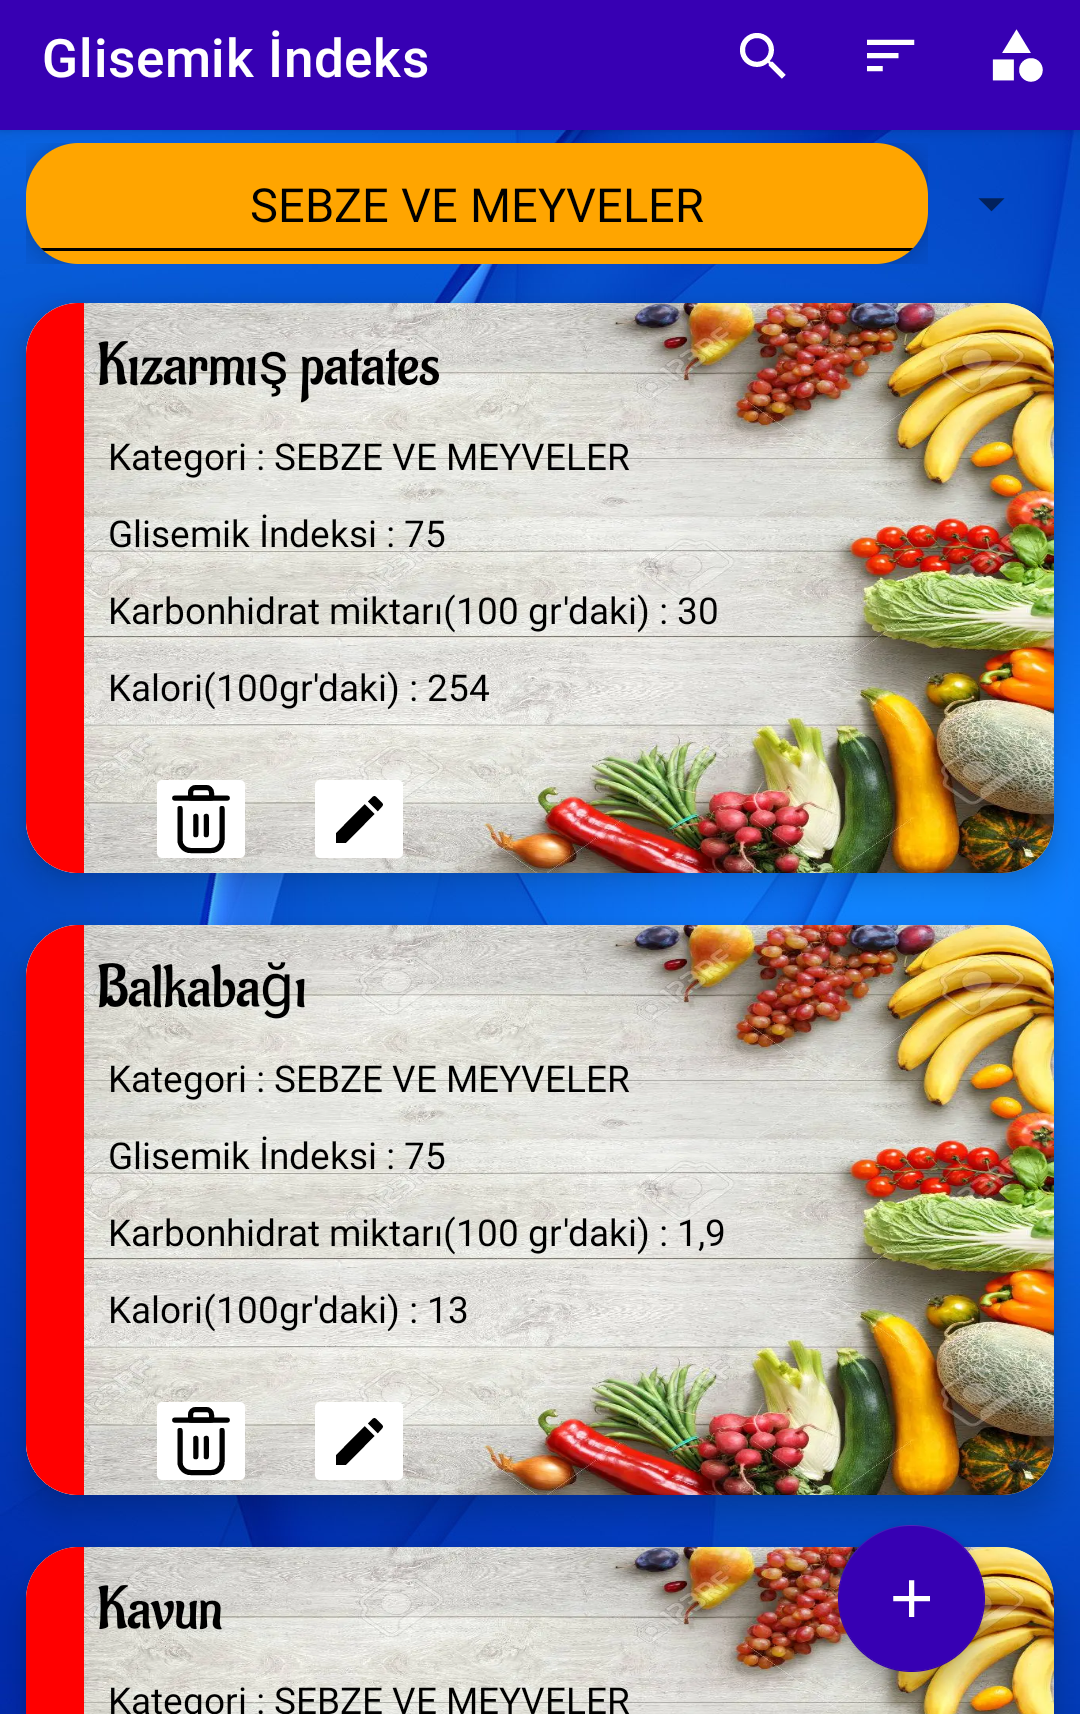 Glisemik İndeks
SEBZE VE MEYVELER
Kızarmış patates
Kategori : SEBZE VE MEYVELER
Glisemik İndeksi : 75
Karbonhidrat miktarı(100 gr'daki) : 30
Kalori(100gr'daki) : 254
Balkabağı
Kategori : SEBZE VE MEYVELER
Glisemik İndeksi : 75
Karbonhidrat miktarı(100 gr'daki) : 1,9
Kalori(100gr'daki) : 13
Kavun
Kategori : SEBZE VE MEYVELER